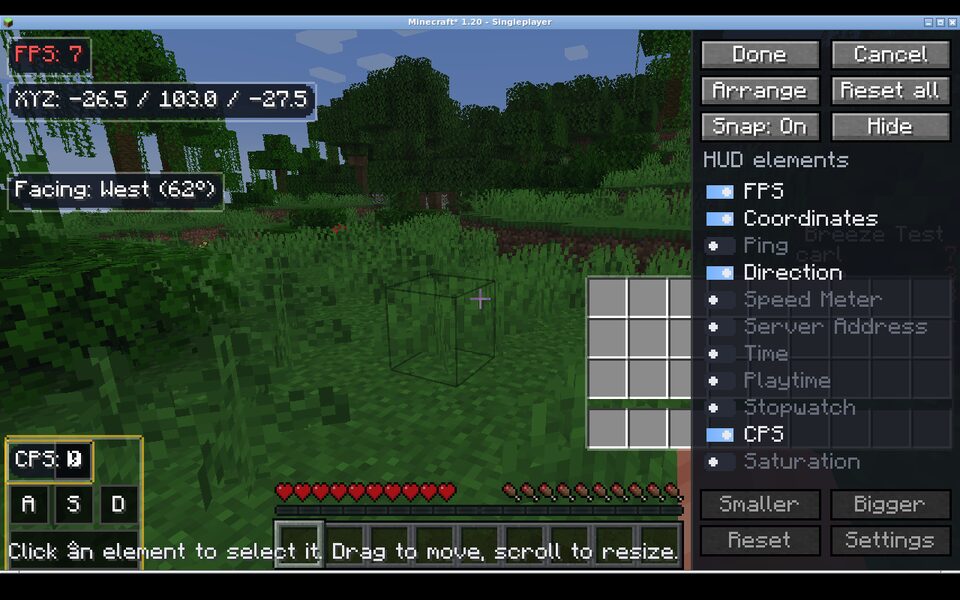 Minecraft* 1.20 - Singleplayer
FPS: 7
XYZ: -26.5 / 103.0 / -27.5
Facing: West (62°)
CPS: 0
A S D
Click an element to select it. Drag to move, scroll to resize.
Done Cancel
Arrange Reset all
Snap: On Hide
HUD elements
FPS
Coordinates
Ping
Breeze Test
carl
Direction
Speed Meter
Server Address
Time
Playtime
Stopwatch
CPS
Saturation
Smaller Bigger
Reset Settings